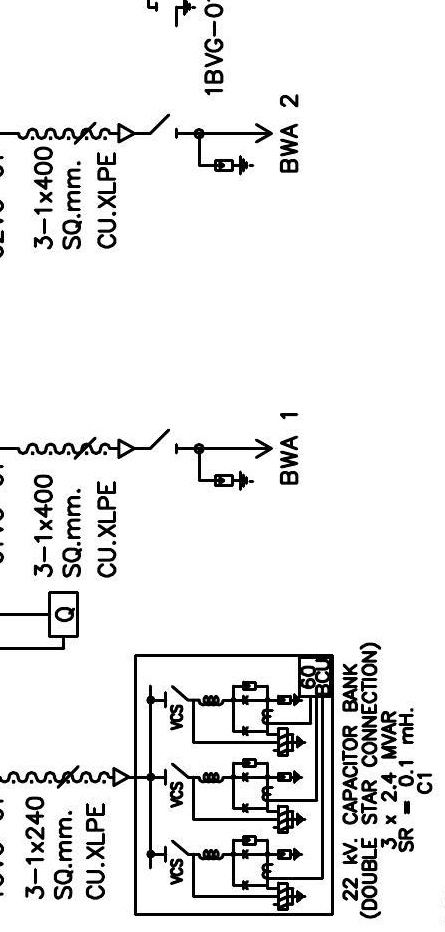 1BVG-0
3-1x400
SQ.mm.
CU.XLPE
BWA 2
3-1x400
SQ.mm.
CU.XLPE
BWA 1
Q
3-1x240
SQ.mm.
CU.XLPE
VCS
VCS
VCS
60
BCU
22 kV. CAPACITOR BANK
(DOUBLE STAR CONNECTION)
3 x 2.4 MVAR
SR = 0.1 mH.
C1